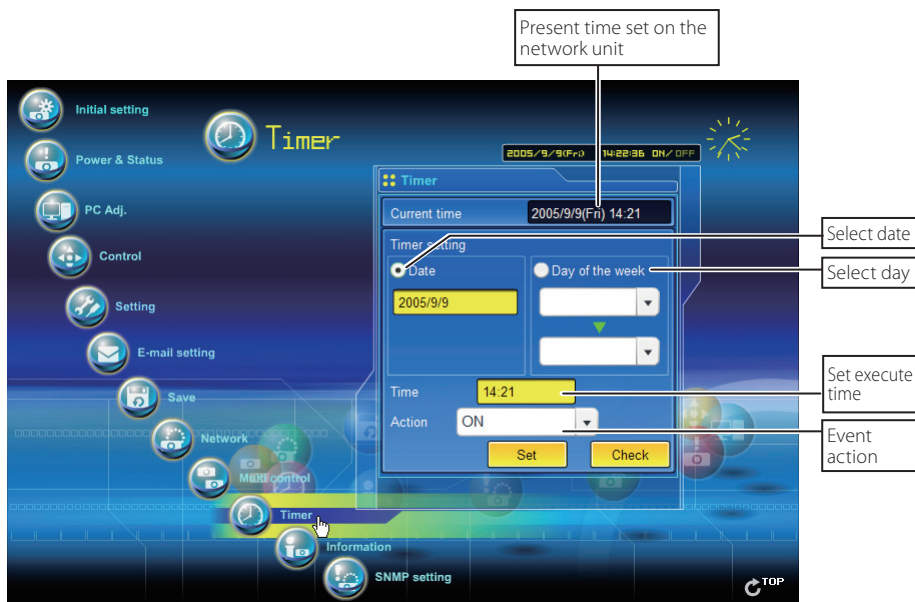 Present time set on the
network unit
Initial setting
Power & Status
PC Adj.
Control
Setting
E-mail setting
Save
Network
Multi control
Timer
Information
SNMP setting
Timer
2005/9/9(Fri) 14:22:36 ON/OFF
Timer
Current time 2005/9/9(Fri) 14:21
Timer setting
Date
Day of the week
2005/9/9
Time 14:21
Action ON
Set Check
TOP
Select date
Select day
Set execute
time
Event
action